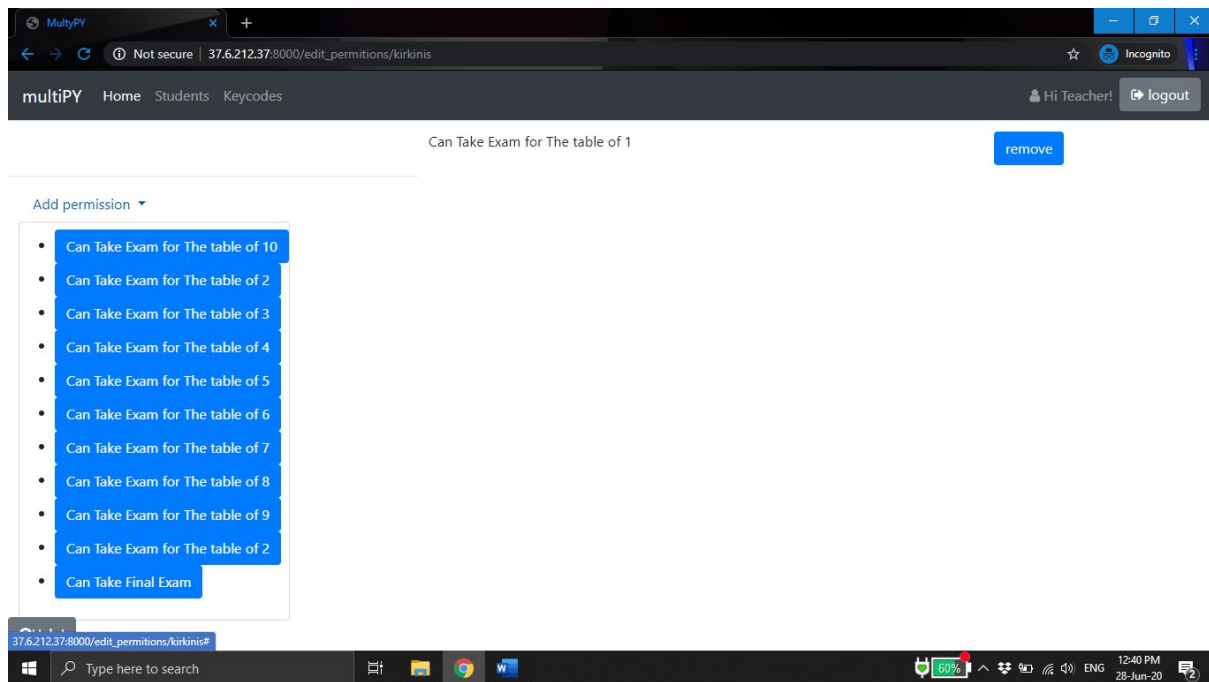 MultyPY
Not secure | 37.6.212.37:8000/edit_permitions/kirkinis
Incognito
multiPY Home Students Keycodes Hi Teacher! logout
Can Take Exam for The table of 1 remove
Add permission
Can Take Exam for The table of 10
Can Take Exam for The table of 2
Can Take Exam for The table of 3
Can Take Exam for The table of 4
Can Take Exam for The table of 5
Can Take Exam for The table of 6
Can Take Exam for The table of 7
Can Take Exam for The table of 8
Can Take Exam for The table of 9
Can Take Exam for The table of 2
Can Take Final Exam
37.6.212.37:8000/edit_permitions/kirkinis#
Type here to search
60%
ENG
12:40 PM
28-Jun-20
2